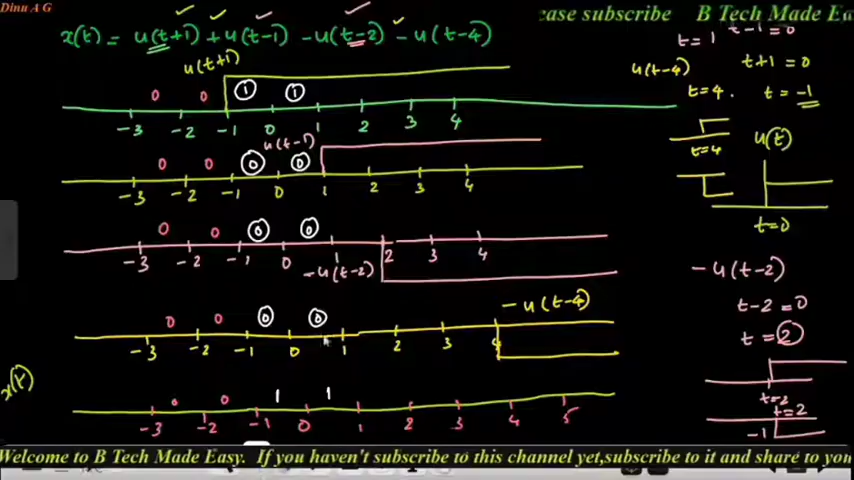 Dinu A G
ease subscribe B Tech Made Ea
x(t) = u(t+1) + u(t-1) - u(t-2) - u(t-4)
t=1 t-1=0
u(t+1)
u(t-4) t+1=0
t=4. t=-1
0 0 1 1
-3 -2 -1 0 1 2 3 4
t=4 u(t)
u(t-1)
0 0 0 0
-3 -2 -1 0 1 2 3 4
t=0
0 0 0 0
-3 -2 -1 0 1 2 3 4
-u(t-2)
-u(t-2)
t-2=0
t=2
-u(t-4)
0 0 0 0
-3 -2 -1 0 1 2 3 4
x(t)
t=2
t=2
-1
0 0 1 1
-3 -2 -1 0 1 2 3 4 5
Welcome to B Tech Made Easy. If you haven't subscribed to this channel yet,subscribe to it and share to you